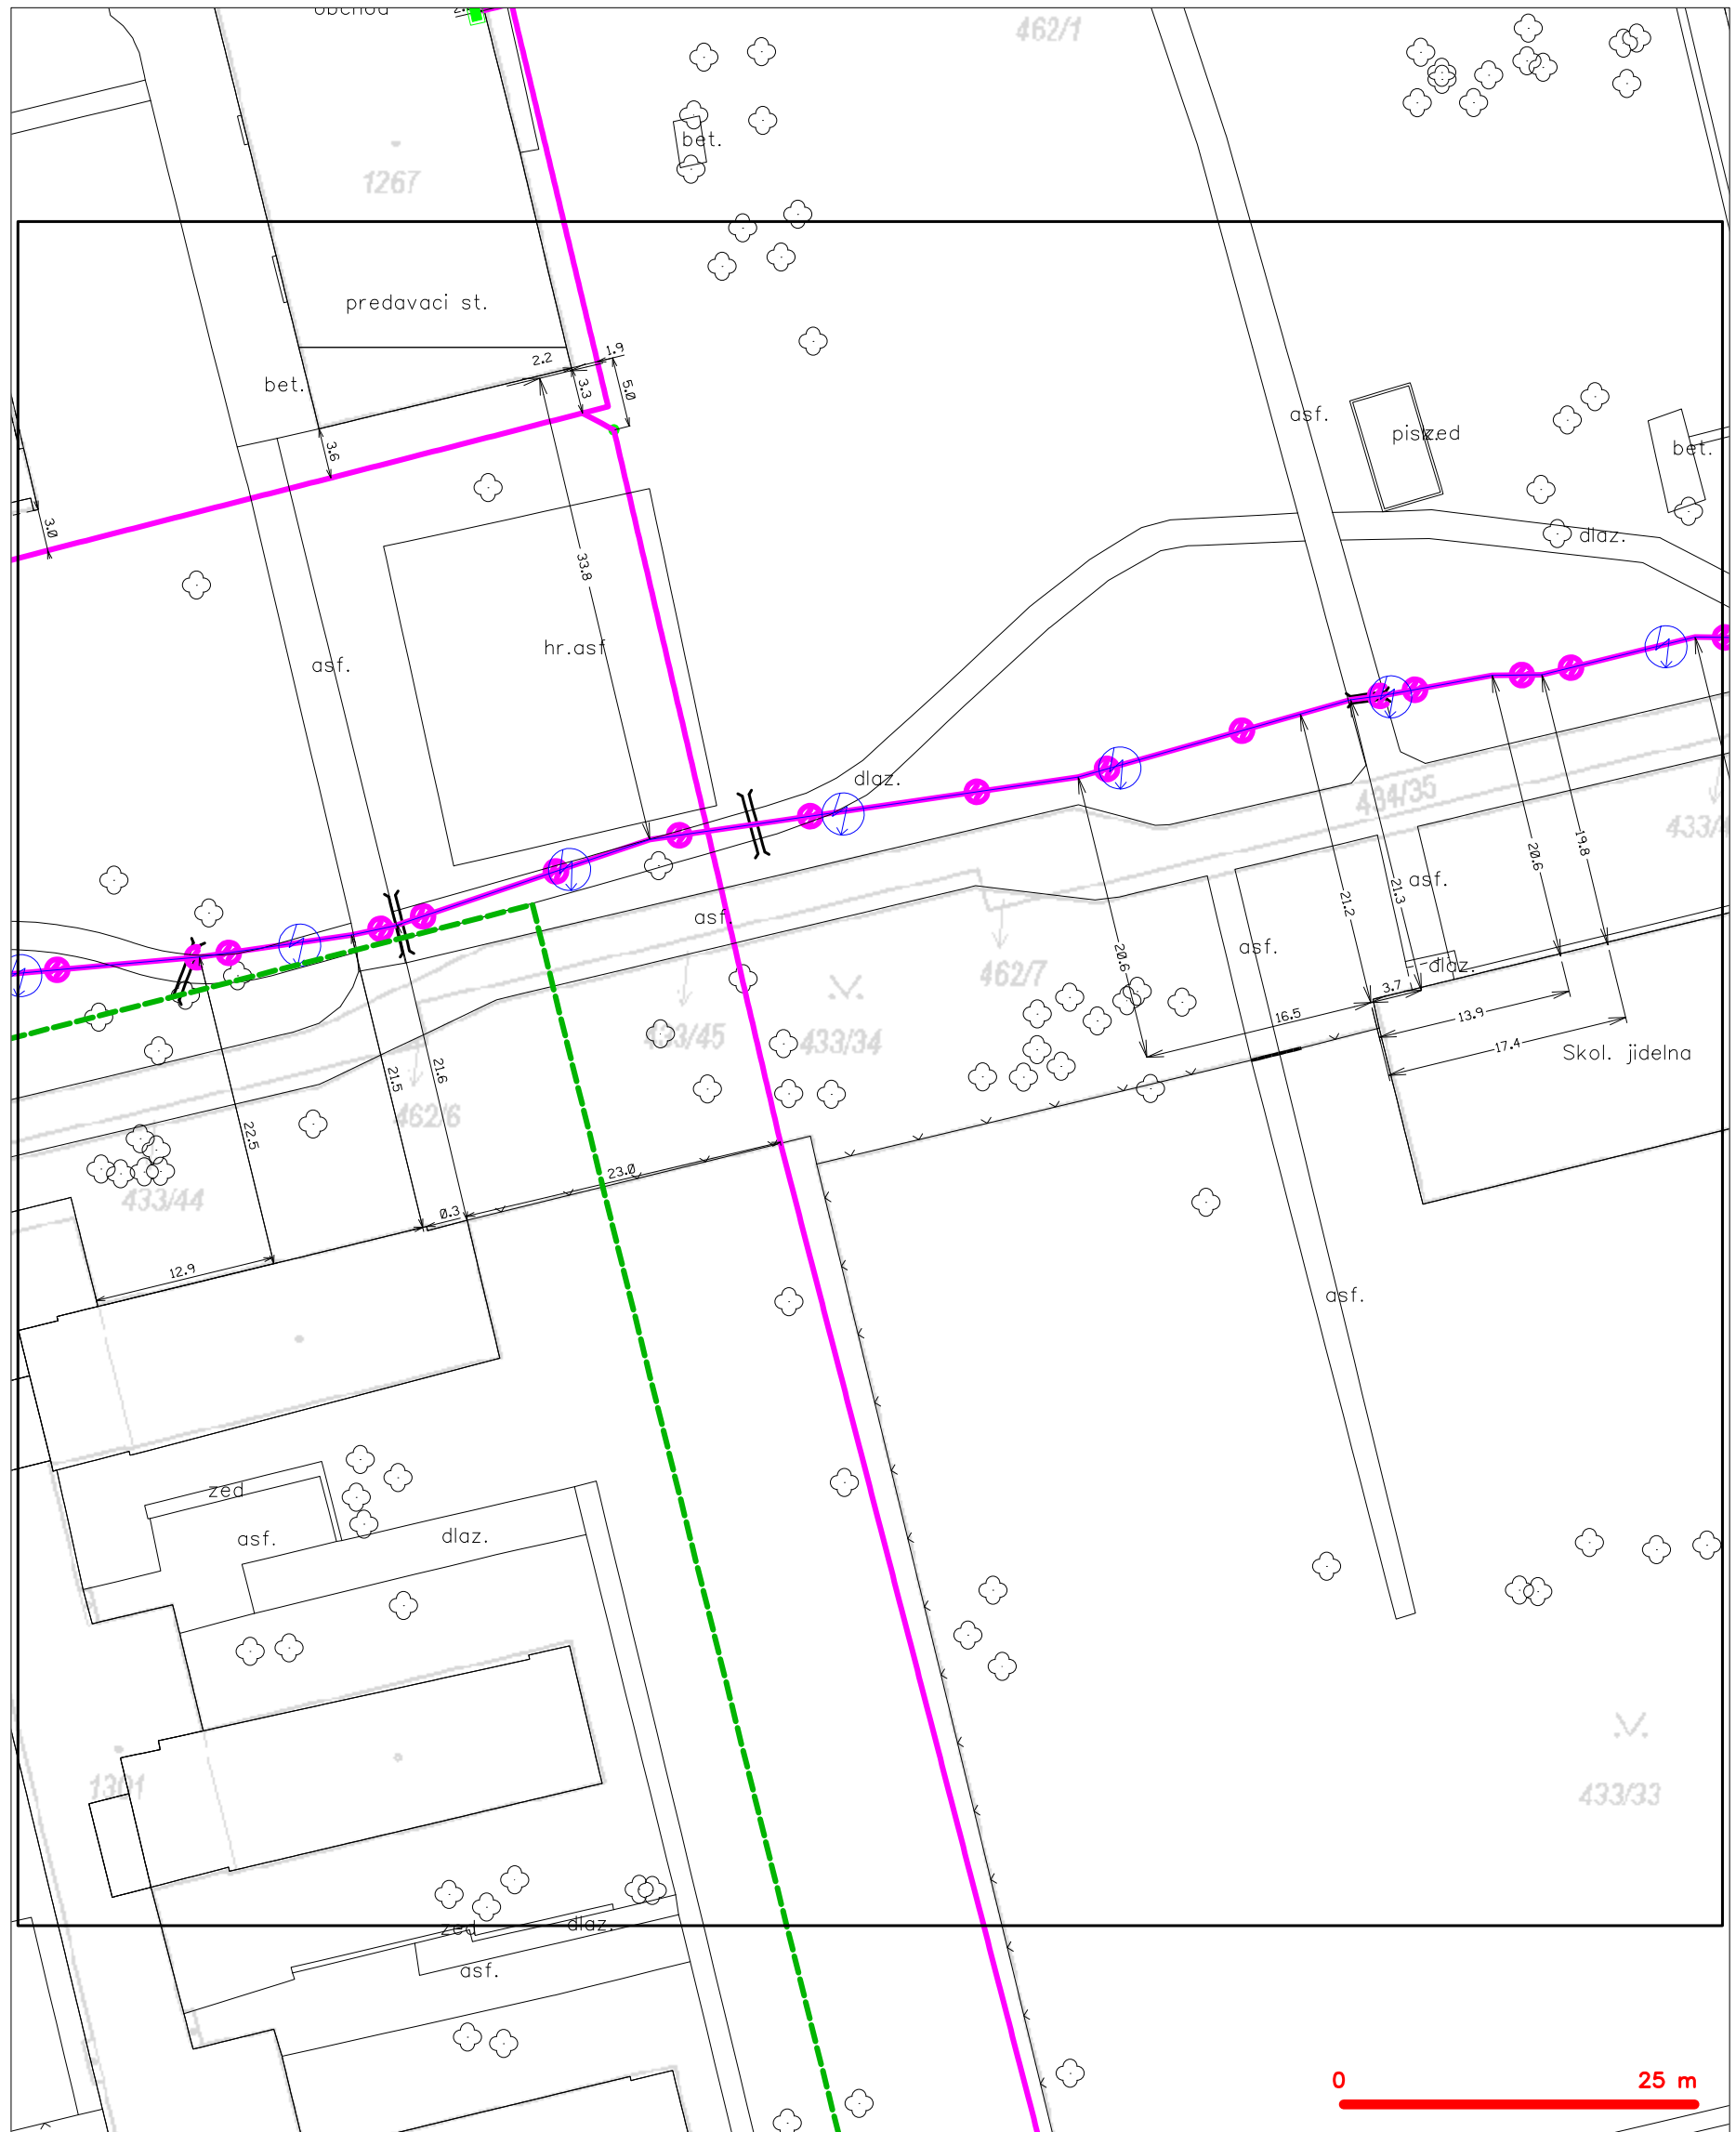 obchod
462/1
bet.
1267
predavaci st.
1.9
2.2
3.3
5.0
bet.
asf.
3.6
bet.
3.0
33.8
dlaz.
hr.asf
asf.
dlaz.
434/35
19.8
20.6
21.3
asf.
21.2
asf.
asf.
dlaz.
462/7
20.6
3.7
16.5
13.9
433/45
433/34
17.4
Skol. jidelna
21.6
21.5
462/6
22.5
23.0
433/44
0.3
12.9
asf.
zed
asf.
dlaz.
1301
433/33
zed
dlaz.
asf.
0
25 m